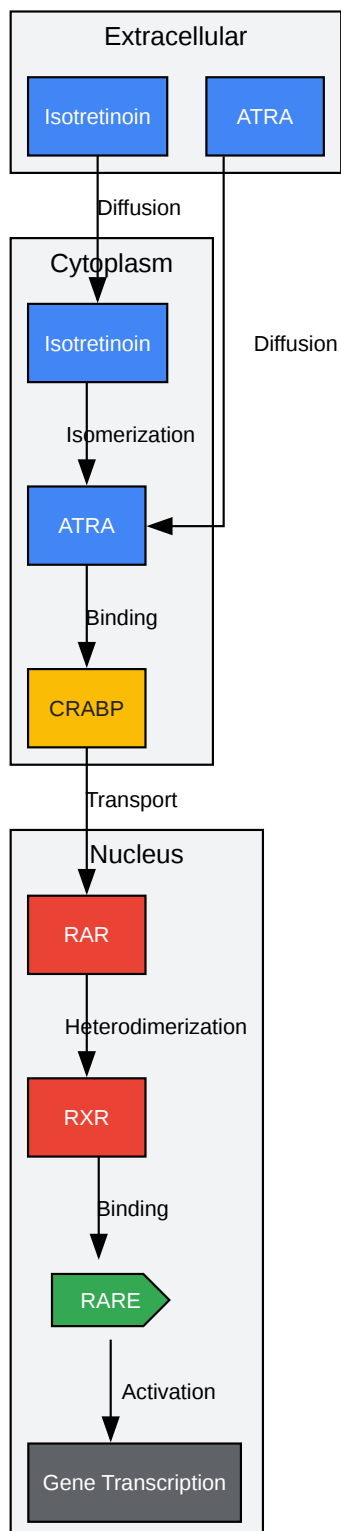 Extracellular
Isotretinoin
ATRA
Diffusion
Cytoplasm
Isotretinoin
Diffusion
Isomerization
ATRA
Binding
CRABP
Transport
Nucleus
RAR
Heterodimerization
RXR
Binding
RARE
Activation
Gene Transcription